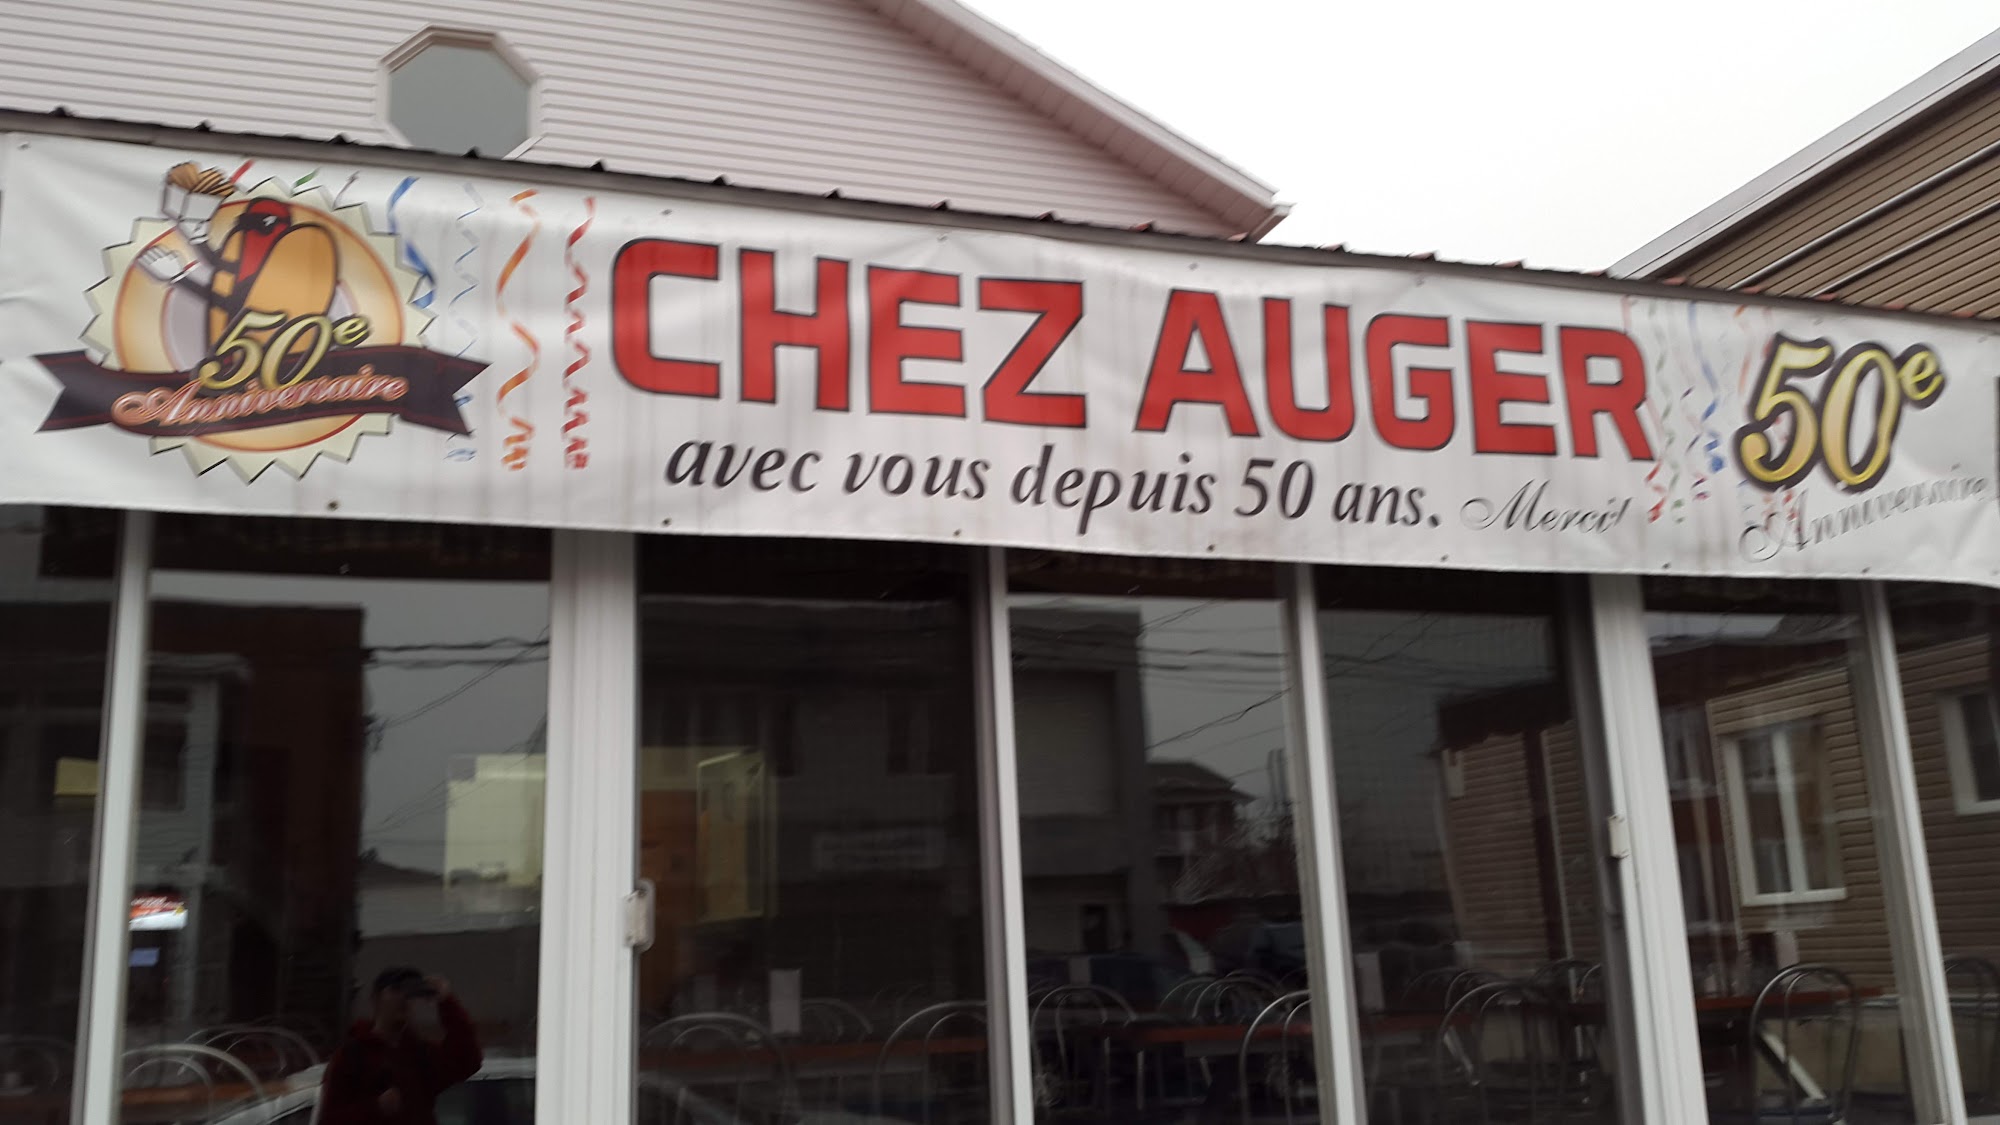 50e
Anniversaire
CHEZ AUGER
avec vous depuis 50 ans. Merci!
50e
Anniversaire